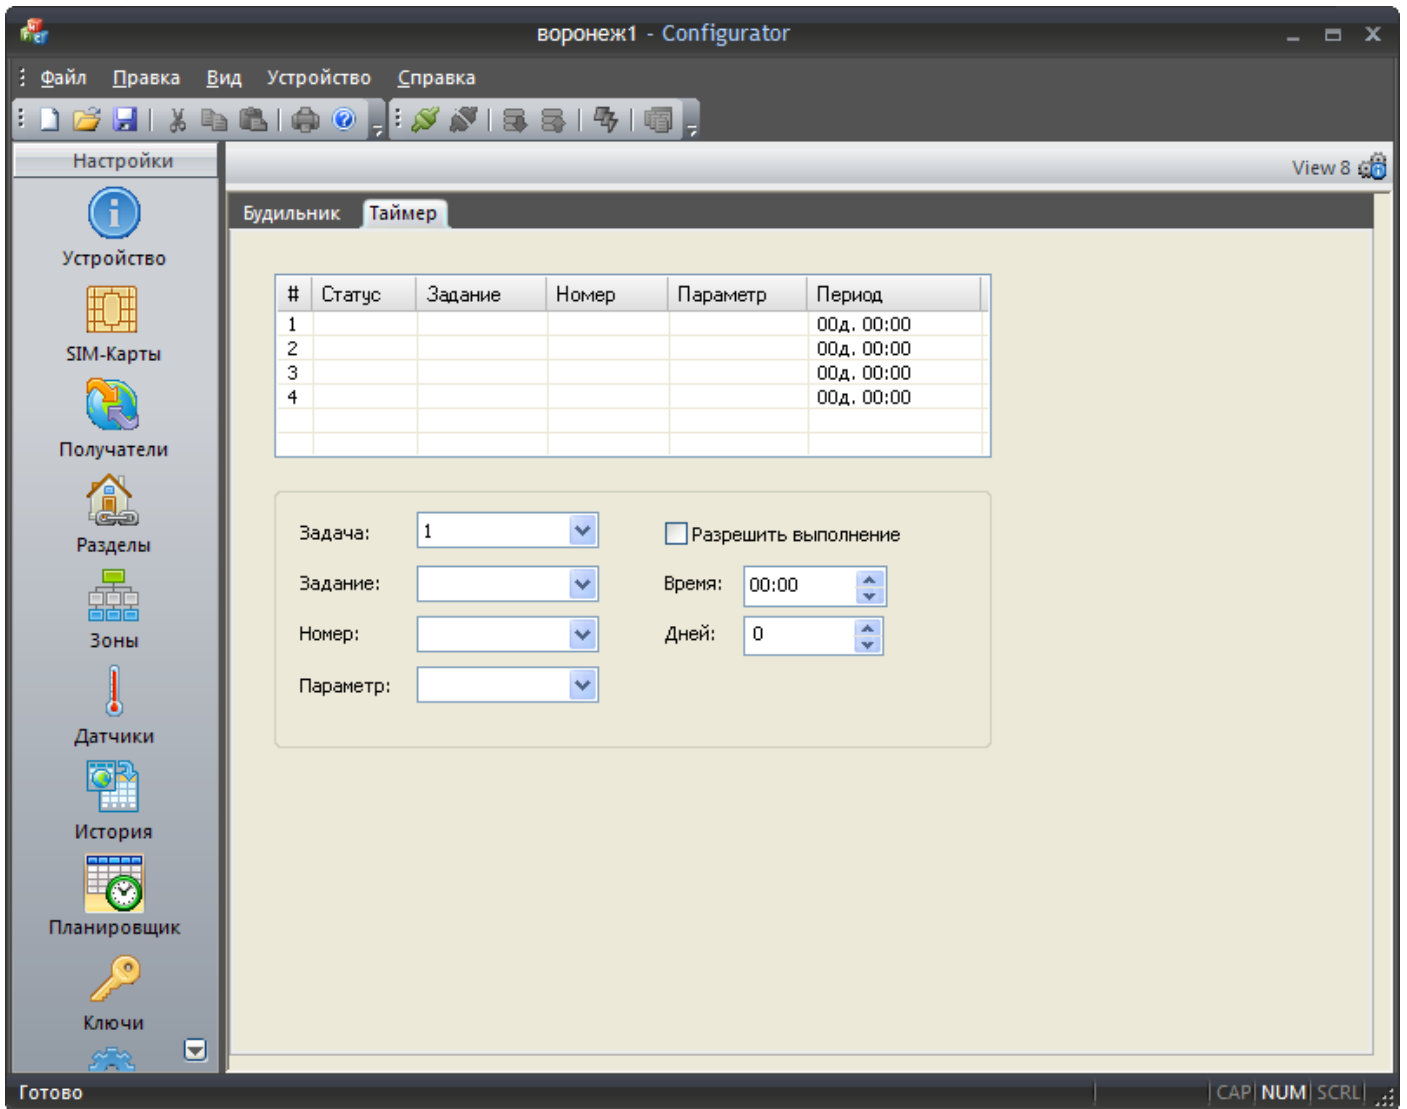 воронеж1 - Configurator
Файл Правка Вид Устройство Справка
Настройки
View 8
Устройство
SIM-Карты
Получатели
Разделы
Зоны
Датчики
История
Планировщик
Ключи
Будильник Таймер
# Статус Задание Номер Параметр Период
1 00д. 00:00
2 00д. 00:00
3 00д. 00:00
4 00д. 00:00
Задача: 1 Разрешить выполнение
Задание: Время: 00:00
Номер: Дней: 0
Параметр:
Готово CAP NUM SCRL